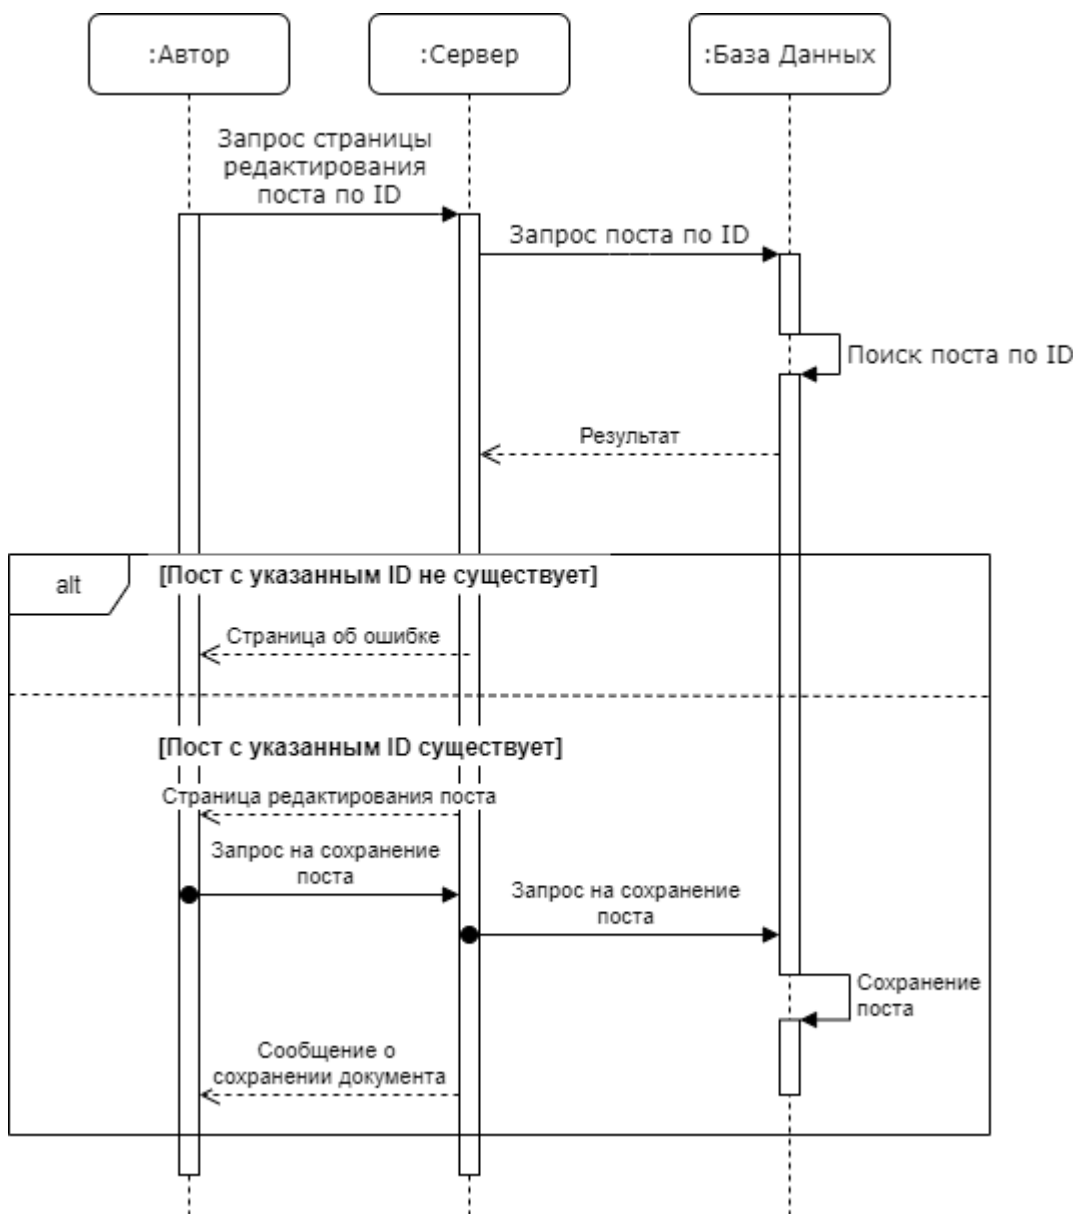 :Автор
:Сервер
:База Данных
Запрос страницы
редактирования
поста по ID
Запрос поста по ID
Поиск поста по ID
Результат
alt
[Пост с указанным ID не существует]
Страница об ошибке
[Пост с указанным ID существует]
Страница редактирования поста
Запрос на сохранение
поста
Запрос на сохранение
поста
Сохранение
поста
Сообщение о
сохранении документа